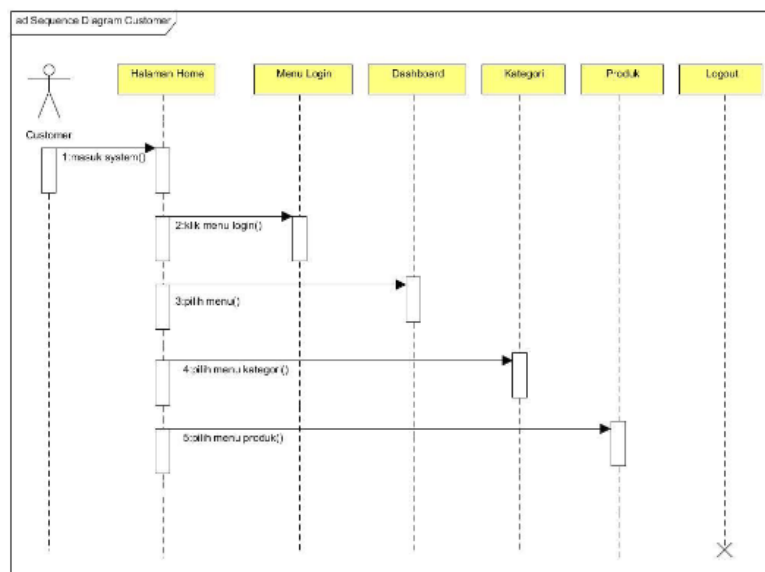 ad Sequence Diagram Customer
Halaman Home
Menu Login
Dashboard
Kategori
Produk
Logout
Customer
1:masuk system()
2:klik menu login()
3:pilih menu()
4:pilih menu kategori()
5:pilih menu produk()